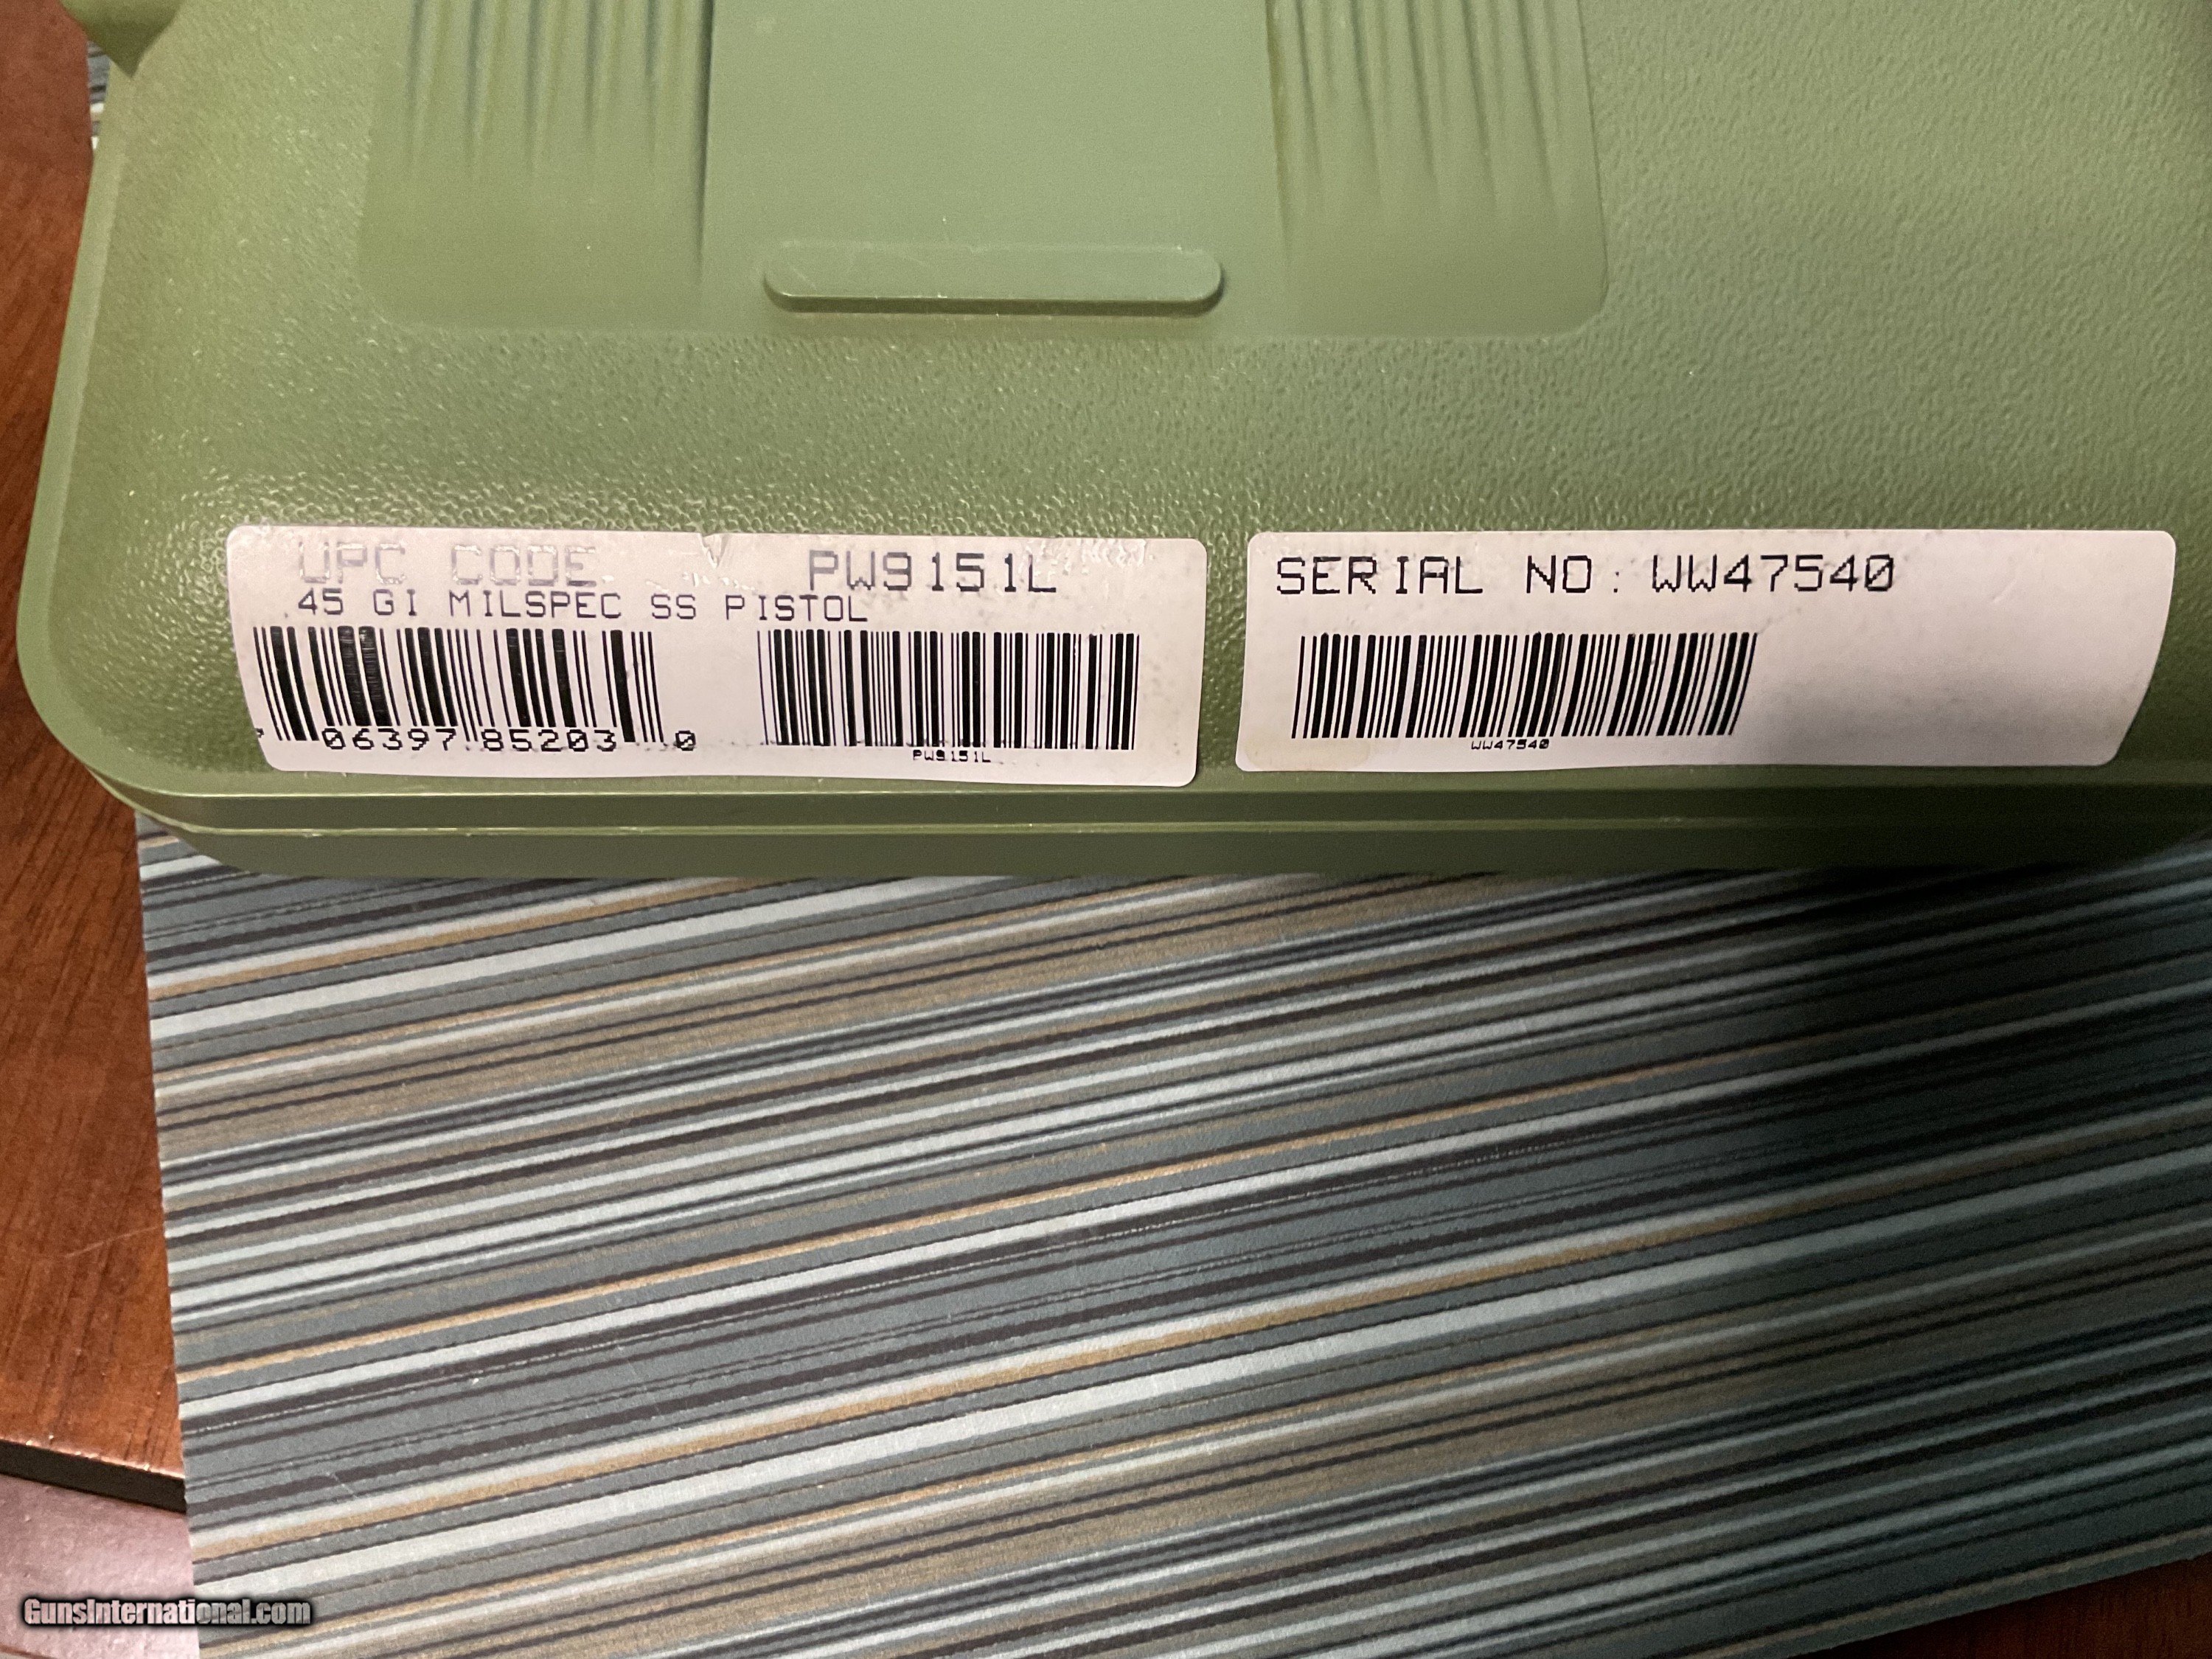 UPC CODE PW9151L
45 GI MILSPEC SS PISTOL
06397 85203 0
PW9151L
SERIAL NO: WW47540
WW47540
GunsInternational.com